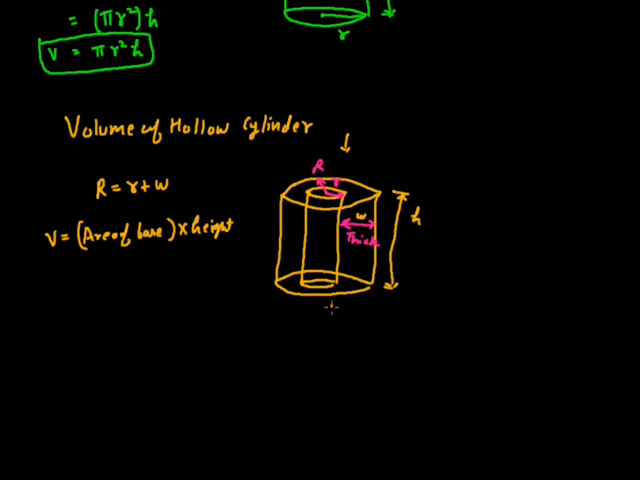 = (πr²)h
r
V = πr²h
Volume of Hollow Cylinder
R
r
R = r + w
w
h
V = (Area of base) × height
Thick